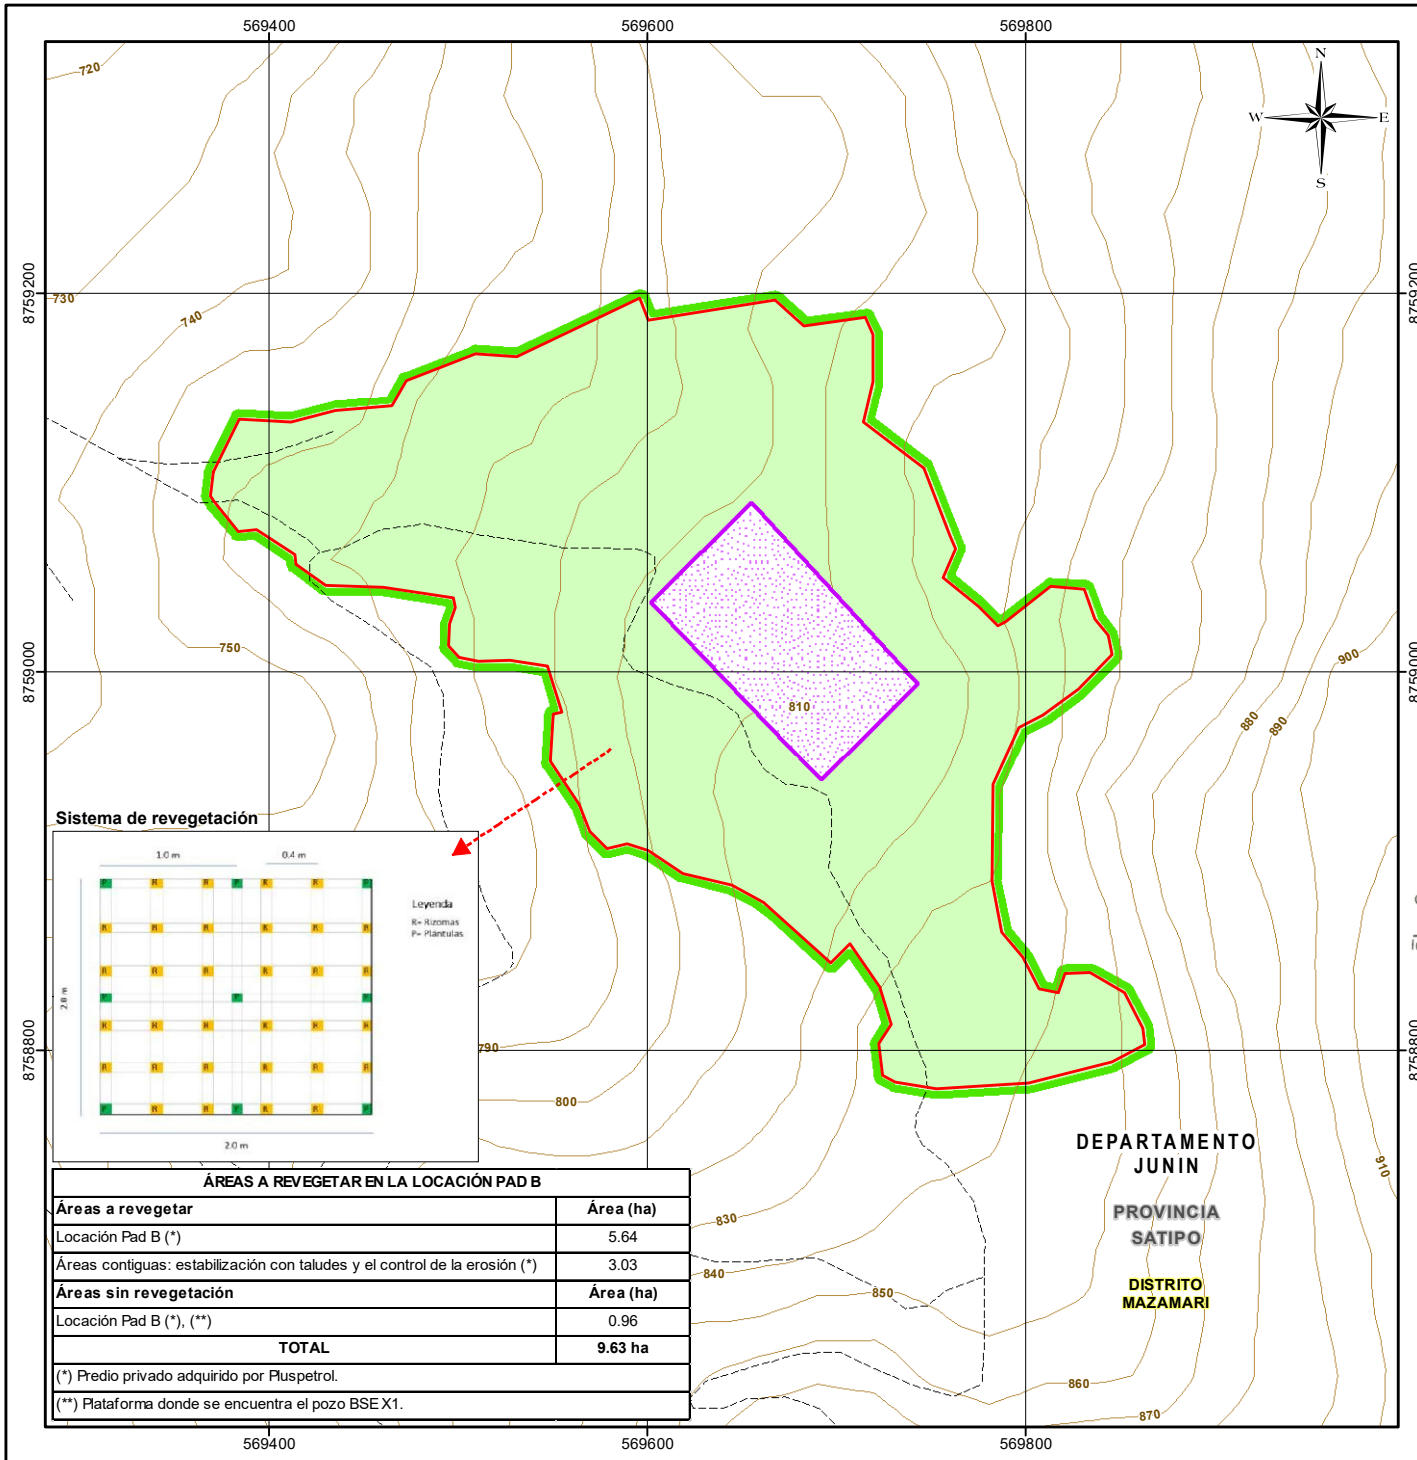 569400
569600
569800
N
W
E
S
720
730
740
750
8759200
8759200
8759000
8759000
8758800
8758800
810
900
880
890
Sistema de revegetación
1.0 m
0.4 m
Leyenda
R= Rizomas
P= Plántulas
P R R P R R P
R R R R R R
R R R R R R
P P P
R R R R R R
R R R R R R
P R R P R R P
2.8 m
2.0 m
790
800
830
840
850
860
870
910
DEPARTAMENTO
JUNIN
PROVINCIA
SATIPO
DISTRITO
MAZAMARI
ÁREAS A REVEGETAR EN LA LOCACIÓN PAD B
Áreas a revegetar Área (ha)
Locación Pad B (*) 5.64
Áreas contiguas: estabilización con taludes y el control de la erosión (*) 3.03
Áreas sin revegetación Área (ha)
Locación Pad B (*), (**) 0.96
TOTAL 9.63 ha
(*) Predio privado adquirido por Pluspetrol.
(**) Plataforma donde se encuentra el pozo BSE X1.
569400
569600
569800